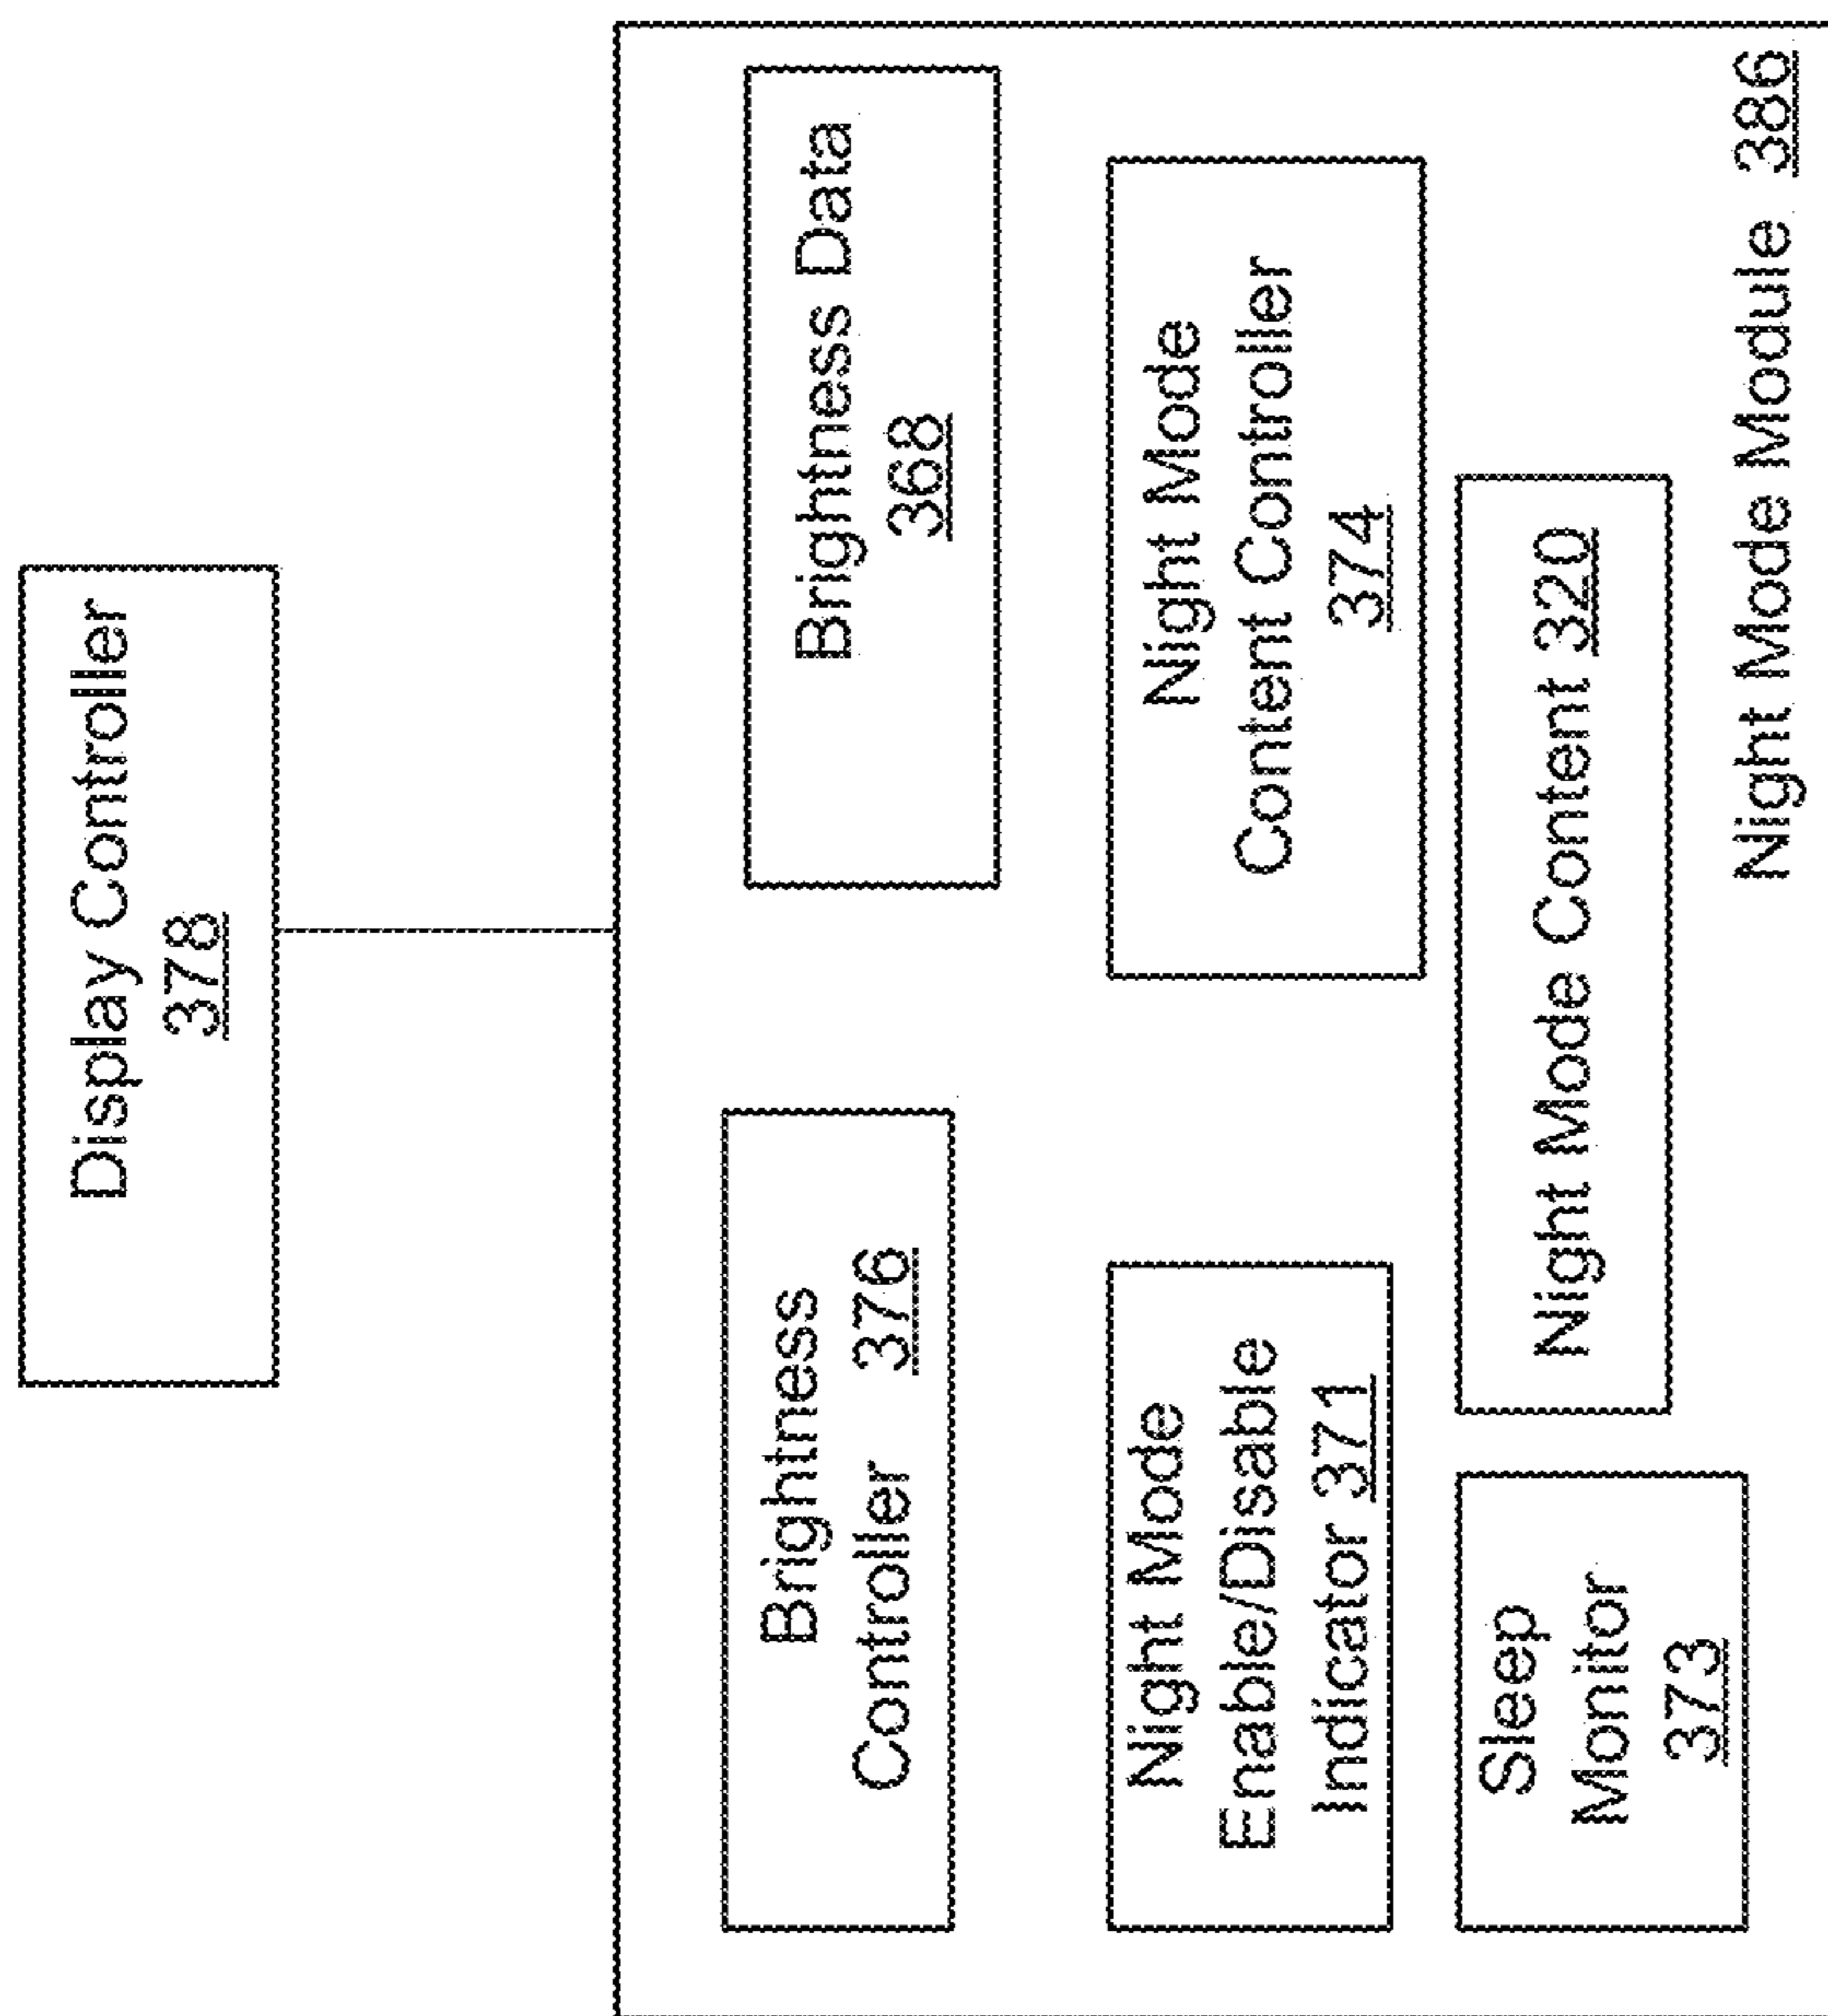 Display Controller
378
Brightness
Controller 376
Brightness Data
368
Night Mode
Enable/Disable
Indicator 371
Night Mode
Content Controller
374
Sleep
Monitor
373
Night Mode Content 320
Night Mode Module 386